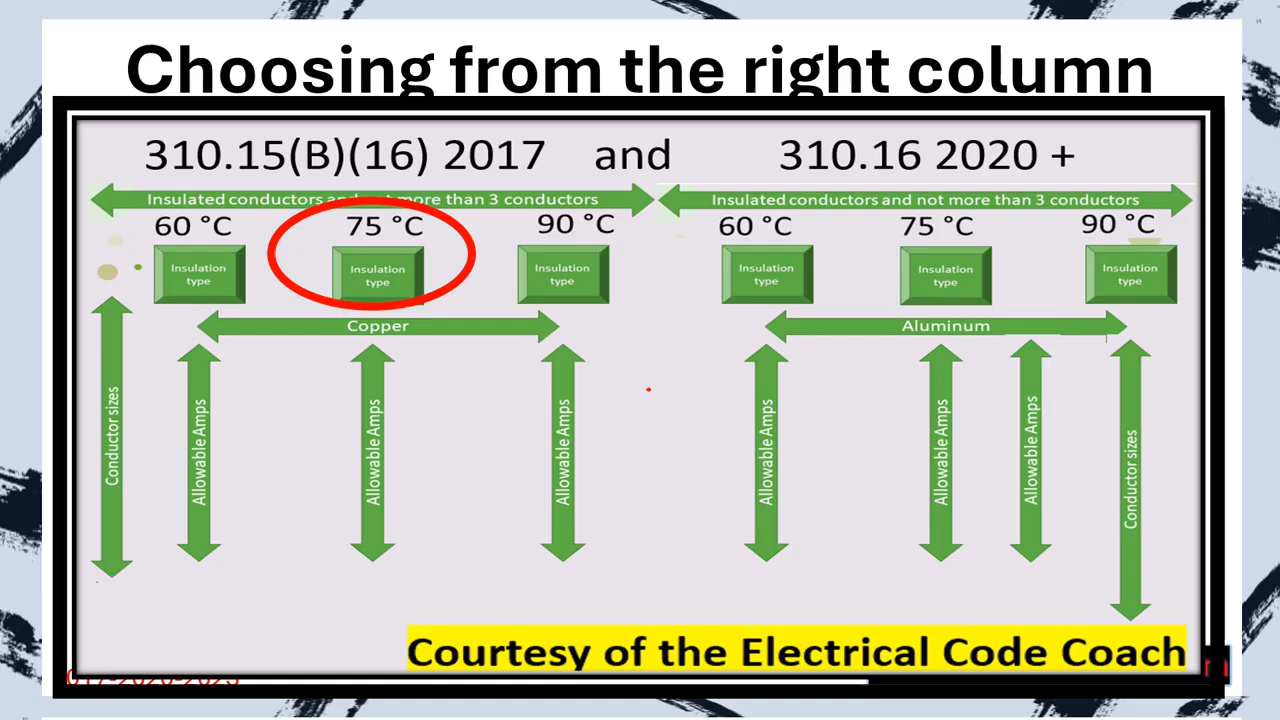 Choosing from the right column
310.15(B)(16) 2017 and 310.16 2020 +
Insulated conductors and not more than 3 conductors
Insulated conductors and not more than 3 conductors
60 °C 75 °C 90 °C 60 °C 75 °C 90 °C
Insulation type
Insulation type
Insulation type
Insulation type
Insulation type
Insulation type
Copper
Aluminum
Conductor sizes
Allowable Amps
Allowable Amps
Allowable Amps
Allowable Amps
Allowable Amps
Allowable Amps
Conductor sizes
Courtesy of the Electrical Code Coach